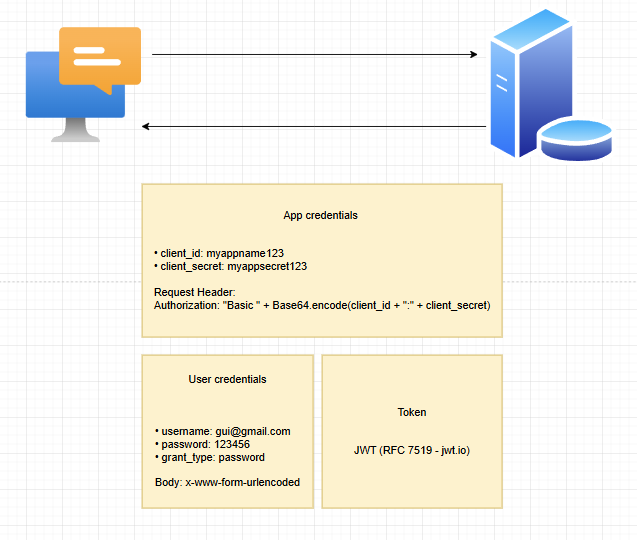 App credentials
• client_id: myappname123
• client_secret: myappsecret123
Request Header:
Authorization: "Basic " + Base64.encode(client_id + ":" + client_secret)
User credentials
• username: gui@gmail.com
• password: 123456
• grant_type: password
Body: x-www-form-urlencoded
Token
JWT (RFC 7519 - jwt.io)